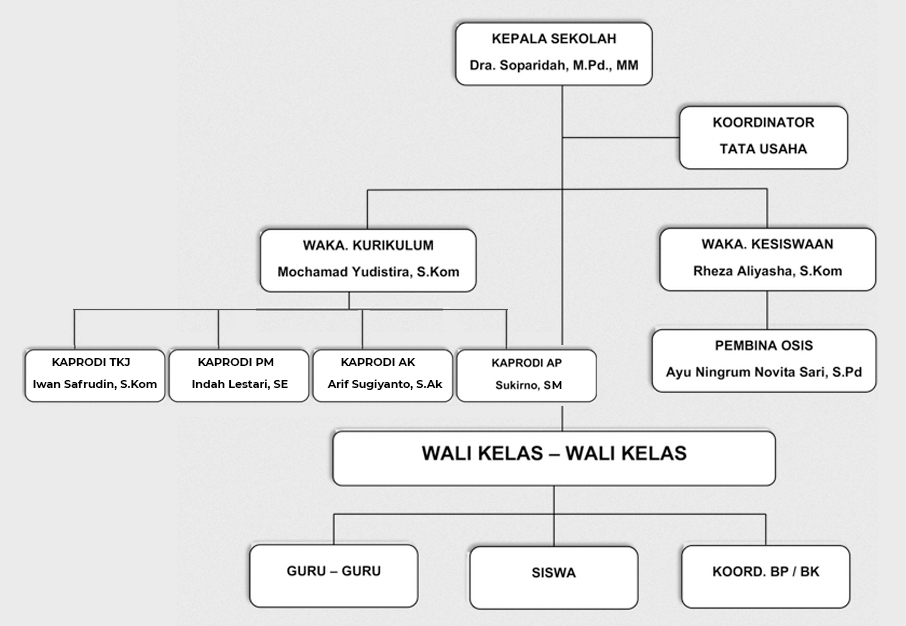 KEPALA SEKOLAH
Dra. Soparidah, M.Pd., MM
KOORDINATOR
TATA USAHA
WAKA. KURIKULUM
Mochamad Yudistira, S.Kom
WAKA. KESISWAAN
Rheza Aliyasha, S.Kom
KAPRODI TKJ
Iwan Safrudin, S.Kom
KAPRODI PM
Indah Lestari, SE
KAPRODI AK
Arif Sugiyanto, S.Ak
KAPRODI AP
Sukirno, SM
PEMBINA OSIS
Ayu Ningrum Novita Sari, S.Pd
WALI KELAS – WALI KELAS
GURU – GURU
SISWA
KOORD. BP / BK